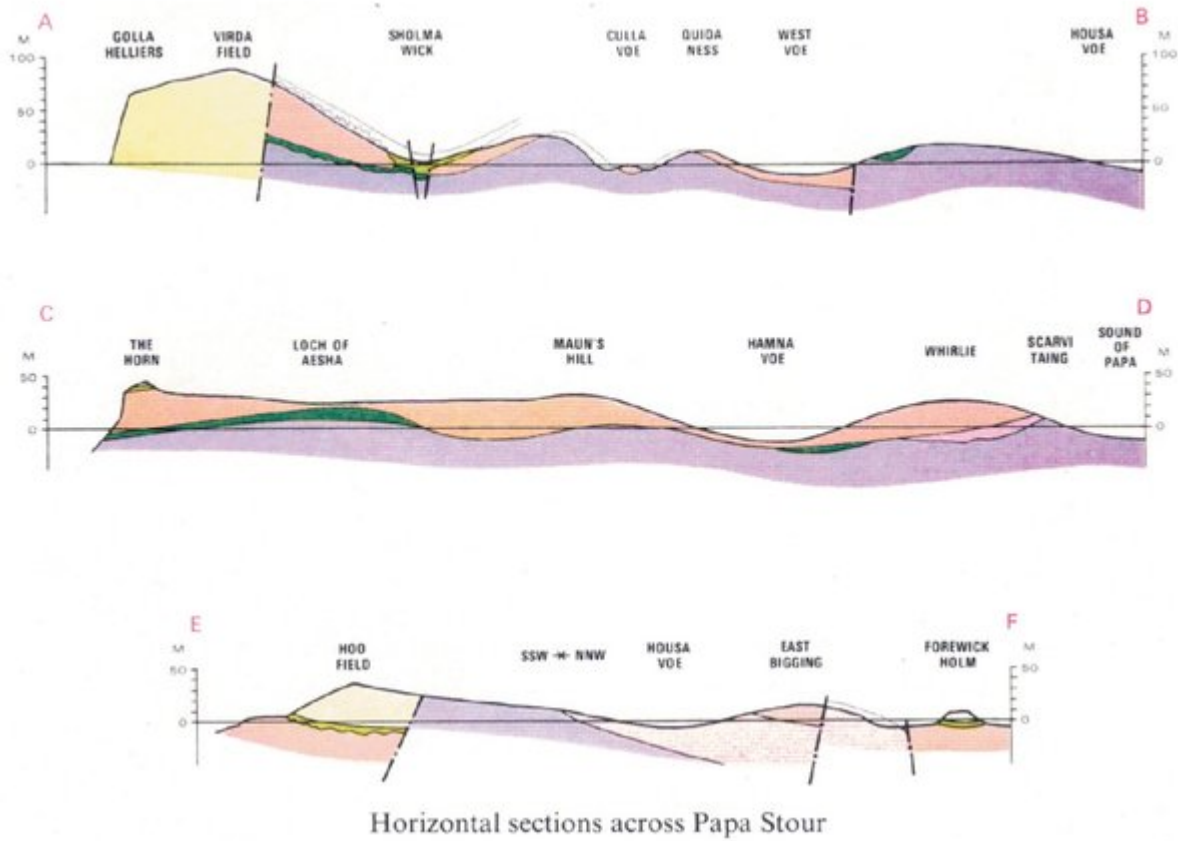 A
B
M
GOLLA
HELLIERS
VIRDA
FIELD
SHOLMA
WICK
CULLA
VOE
QUIDA
NESS
WEST
VOE
HOUSA
VOE
M
100
50
0
100
50
0
C
D
M
THE
HORN
LOCH OF
AESHA
MAUN'S
HILL
HAMNA
VOE
WHIRLIE
SCARVI
TAING
SOUND
OF
PAPA
M
50
0
50
0
E
F
M
HOO
FIELD
SSW NNW
HOUSA
VOE
EAST
BIGGING
FOREWICK
HOLM
M
50
0
50
0
Horizontal sections across Papa Stour